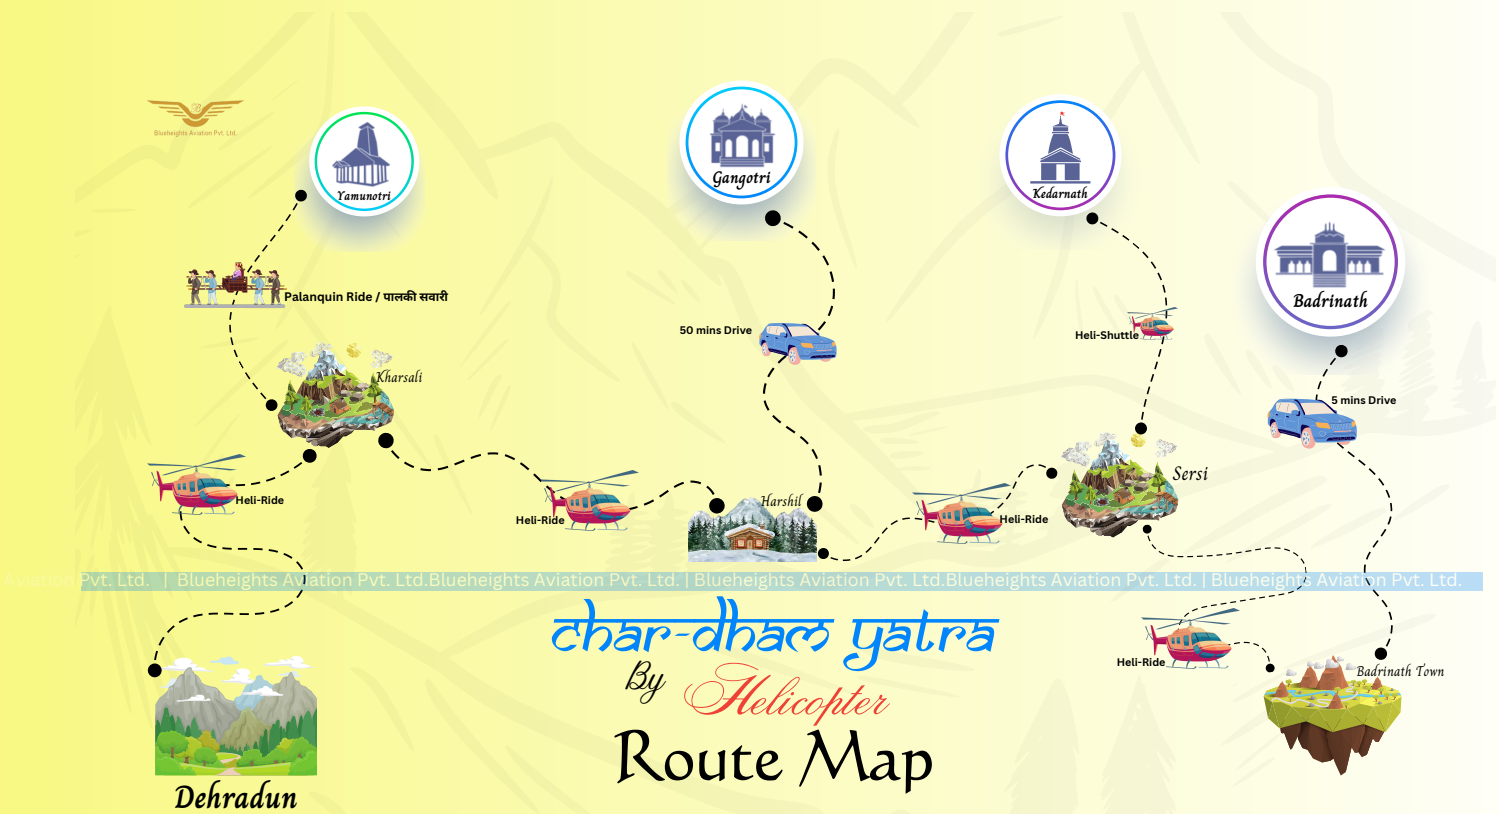 Blueheights Aviation Pvt. Ltd.
Yamunotri
Gangotri
Kedarnath
Badrinath
Palanquin Ride / पालकी सवारी
50 mins Drive
Heli-Shuttle
Kharsali
5 mins Drive
Sersi
Heli-Ride
Heli-Ride
Harshil
Heli-Ride
Aviation Pvt. Ltd. | Blueheights Aviation Pvt. Ltd.Blueheights Aviation Pvt. Ltd. | Blueheights Aviation Pvt. Ltd.Blueheights Aviation Pvt. Ltd. | Blueheights Aviation Pvt. Ltd.
Char-Dham Yatra
By
Helicopter
Route Map
Heli-Ride
Badrinath Town
Dehradun